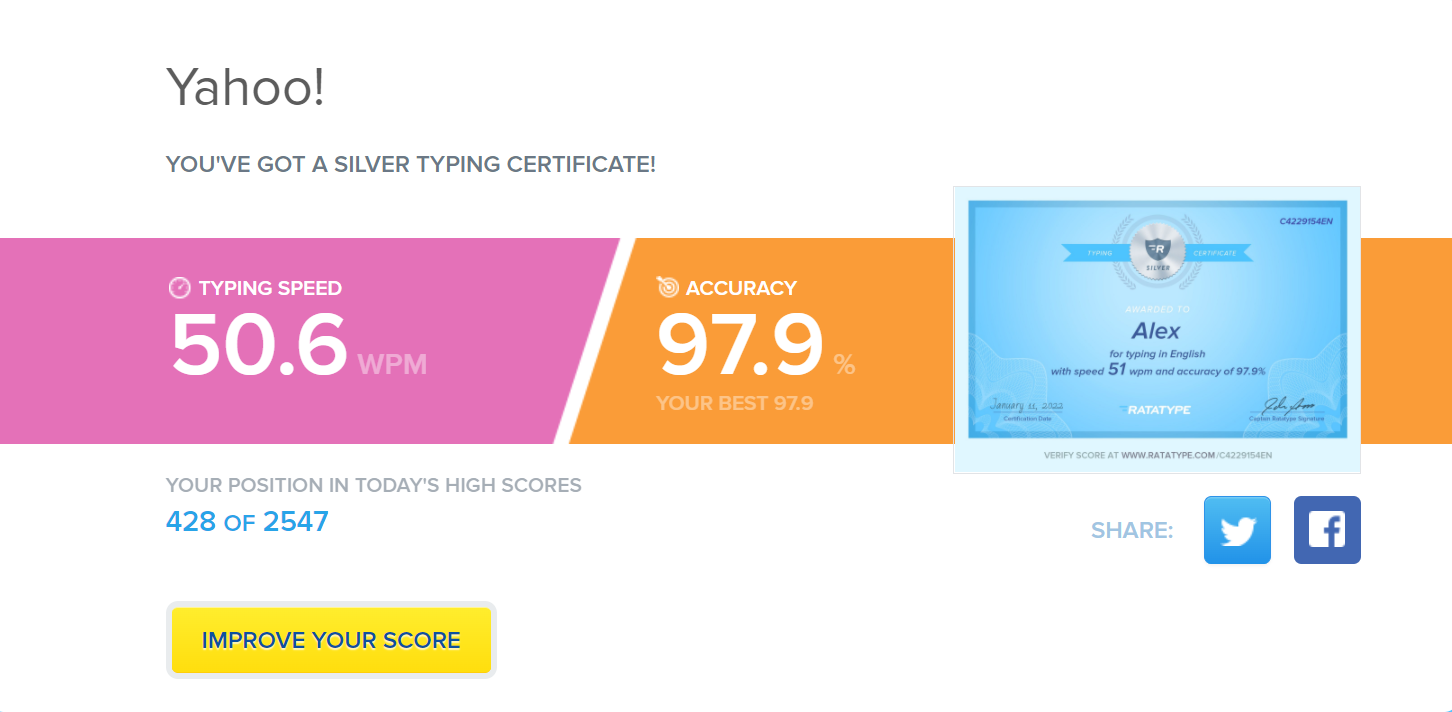 Yahoo!
YOU'VE GOT A SILVER TYPING CERTIFICATE!
TYPING SPEED
50.6 WPM
ACCURACY
97.9 %
YOUR BEST 97.9
C4229154EN
TYPING
R
SILVER
CERTIFICATE
AWARDED TO
Alex
for typing in English
with speed 51 wpm and accuracy of 97.9%
January 11, 2022
Certification Date
RATATYPE
Captain Ratatype Signature
VERIFY SCORE AT WWW.RATATYPE.COM/C4229154EN
YOUR POSITION IN TODAY'S HIGH SCORES
428 OF 2547
SHARE:
IMPROVE YOUR SCORE